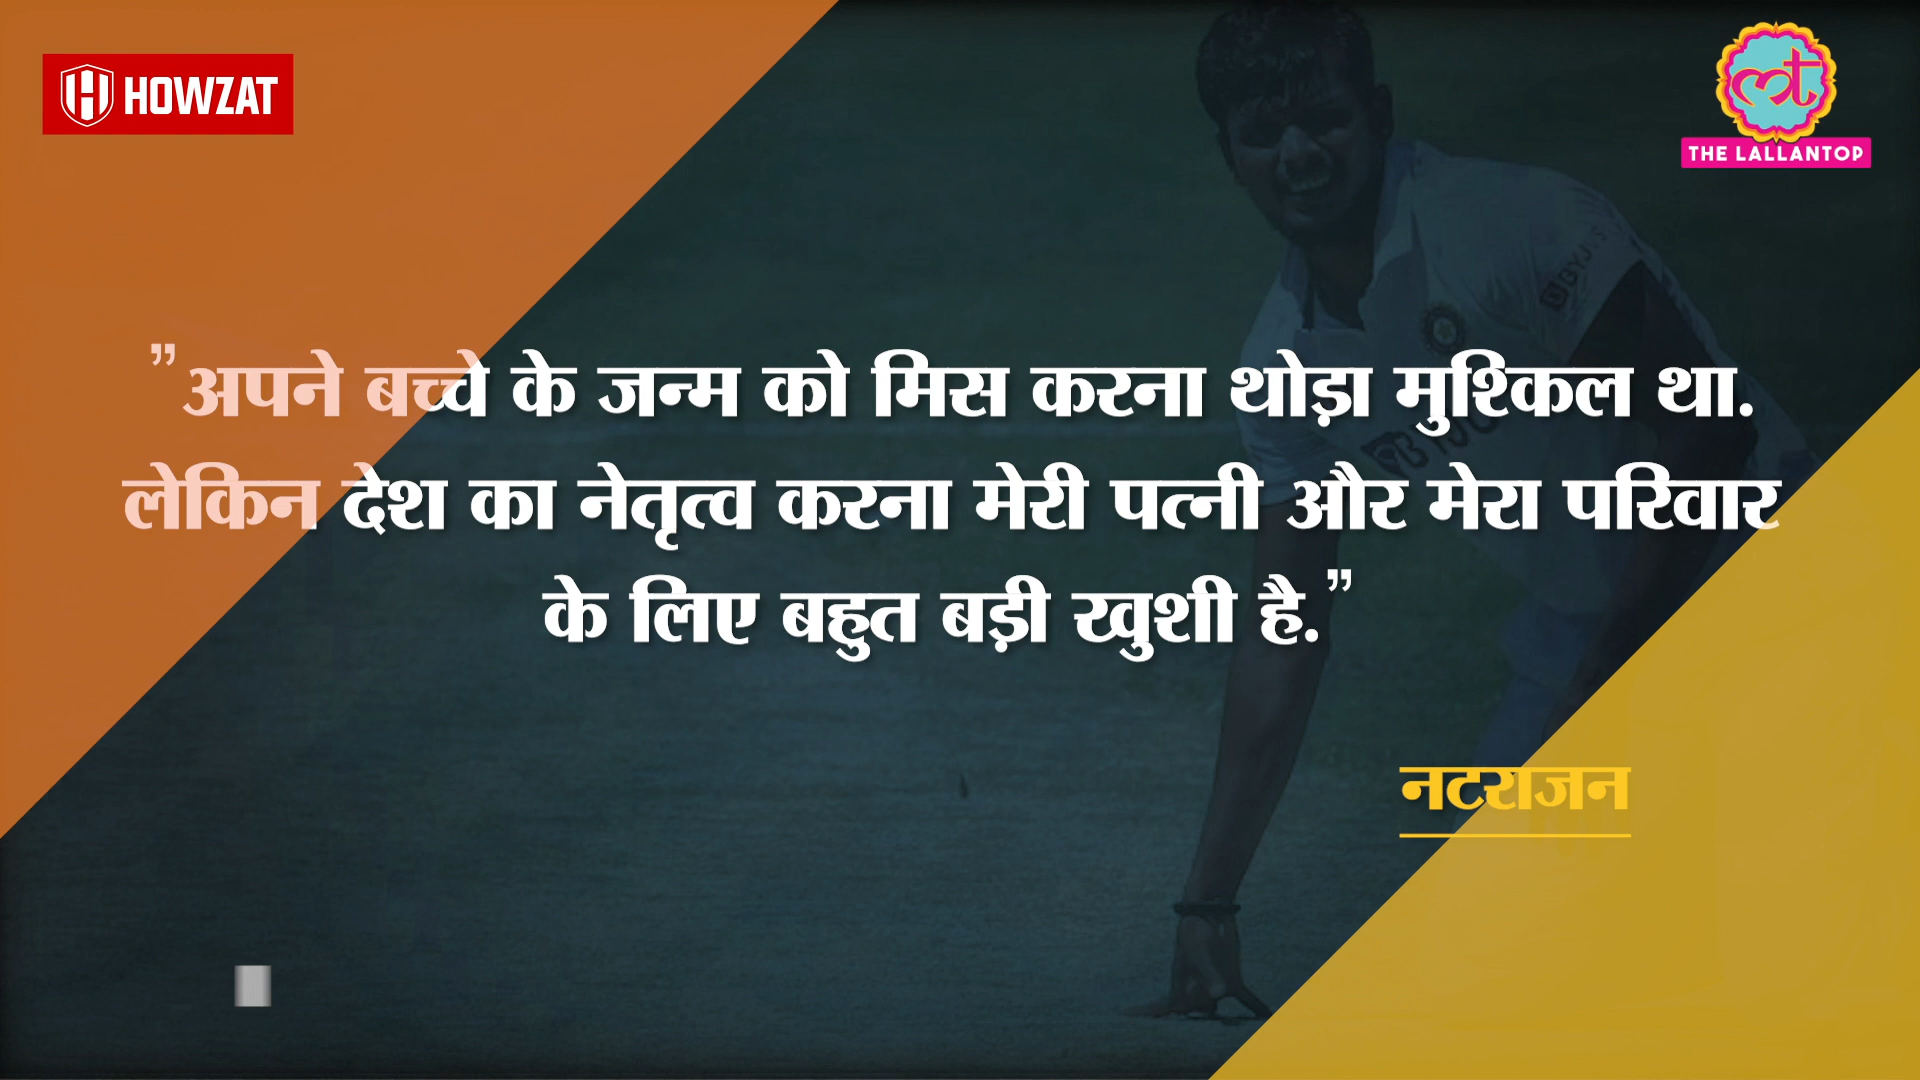 HOWZAT
THE LALLANTOP
”अपने बच्चे के जन्म को मिस करना थोड़ा मुश्किल था.
लेकिन देश का नेतृत्व करना मेरी पत्नी और मेरा परिवार
के लिए बहुत बड़ी खुशी है.”
नटराजन